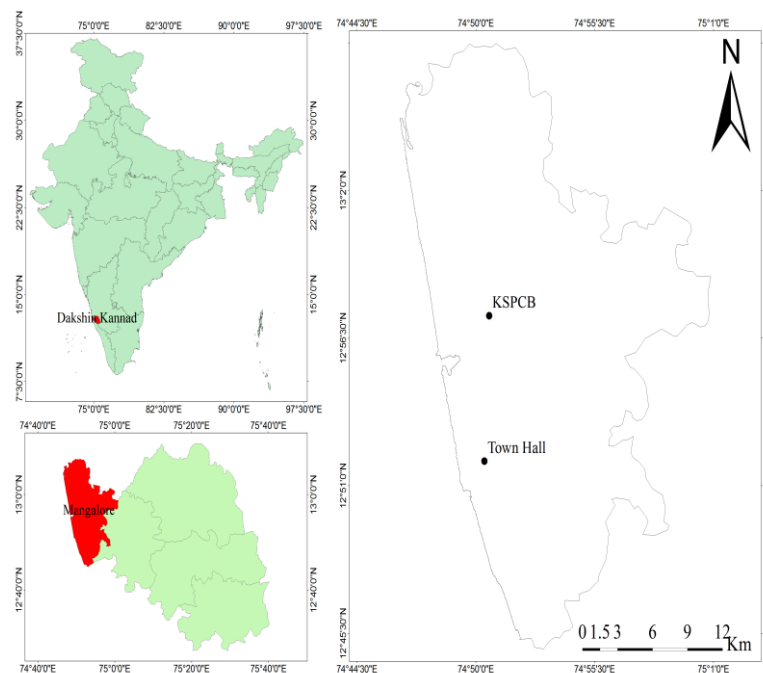 75°0'0"E 82°30'0"E 90°0'0"E 97°30'0"E
37°30'0"N
30°0'0"N
30°0'0"N
22°30'0"N
22°30'0"N
15°0'0"N
15°0'0"N
7°30'0"N
7°30'0"N
Dakshin Kannad
75°0'0"E 82°30'0"E 90°0'0"E 97°30'0"E
74°40'0"E 75°0'0"E 75°20'0"E 75°40'0"E
13°0'0"N
13°0'0"N
Mangalore
12°40'0"N
12°40'0"N
74°40'0"E 75°0'0"E 75°20'0"E 75°40'0"E
74°44'30"E 74°50'0"E 74°55'30"E 75°1'0"E
N
13°2'0"N
KSPCB
12°56'30"N
Town Hall
12°51'0"N
12°45'30"N
0 1.5 3 6 9 12
Km
74°44'30"E 74°50'0"E 74°55'30"E 75°1'0"E